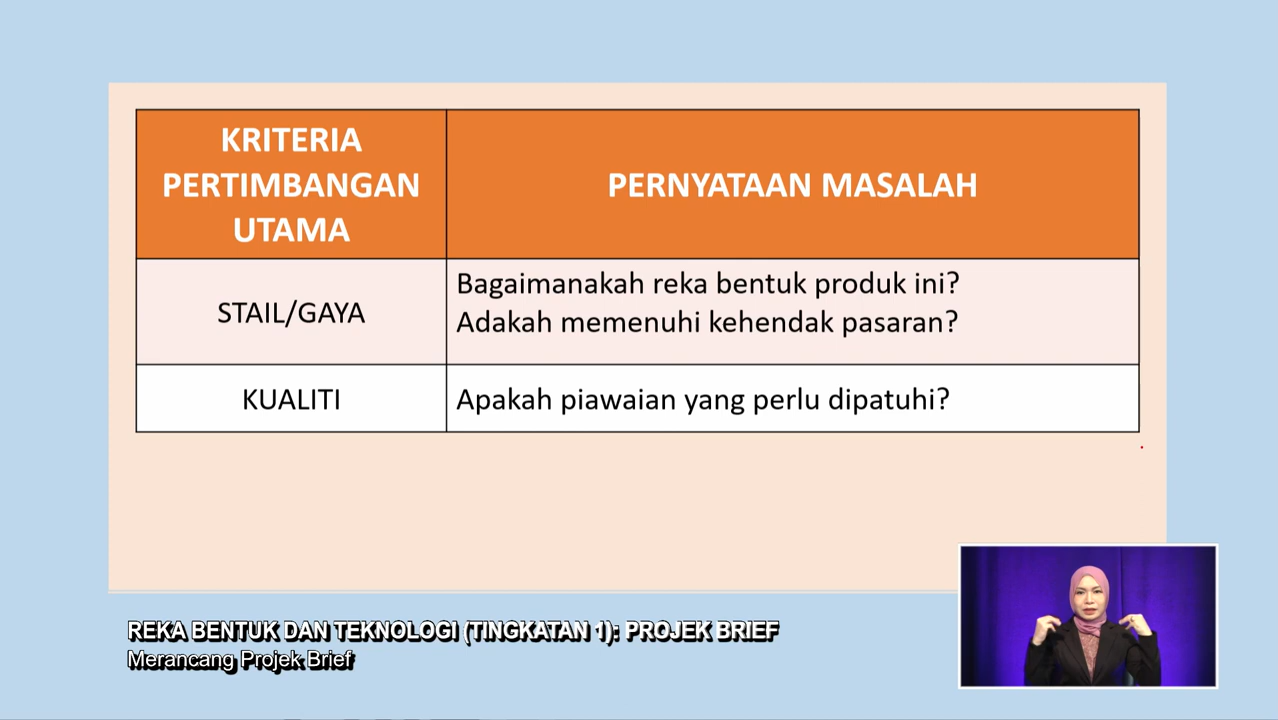 KRITERIA
PERTIMBANGAN
UTAMA
PERNYATAAN MASALAH
STAIL/GAYA
Bagaimanakah reka bentuk produk ini?
Adakah memenuhi kehendak pasaran?
KUALITI
Apakah piawaian yang perlu dipatuhi?
REKA BENTUK DAN TEKNOLOGI (TINGKATAN 1): PROJEK BRIEF
Merancang Projek Brief